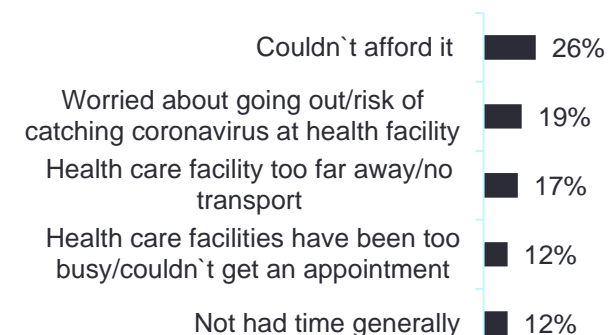 Couldn`t afford it 26%
Worried about going out/risk of
catching coronavirus at health facility 19%
Health care facility too far away/no
transport 17%
Health care facilities have been too
busy/couldn`t get an appointment 12%
Not had time generally 12%